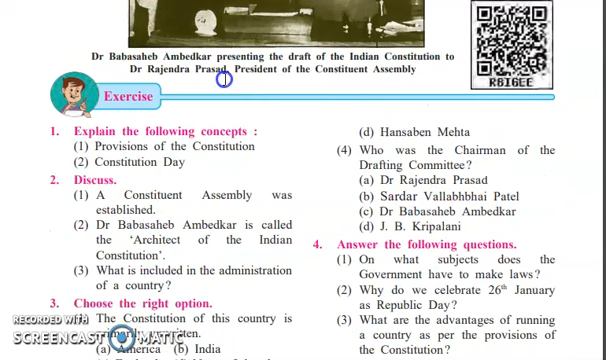 Dr Babasaheb Ambedkar presenting the draft of the Indian Constitution to
Dr Rajendra Prasad, President of the Constituent Assembly
RBI6EE
Exercise
1. Explain the following concepts :
(1) Provisions of the Constitution
(2) Constitution Day
2. Discuss.
(1) A Constituent Assembly was
established.
(2) Dr Babasaheb Ambedkar is called
the ‘Architect of the Indian
Constitution’.
(3) What is included in the administration
of a country?
3. Choose the right option.
(1) The Constitution of this country is
written.
(a) America (b) India
(d) Hansaben Mehta
(4) Who was the Chairman of the
Drafting Committee?
(a) Dr Rajendra Prasad
(b) Sardar Vallabhbhai Patel
(c) Dr Babasaheb Ambedkar
(d) J. B. Kripalani
4. Answer the following questions.
(1) On what subjects does the
Government have to make laws?
(2) Why do we celebrate 26th January
as Republic Day?
(3) What are the advantages of running
a country as per the provisions of
the Constitution?
RECORDED WITH
SCREENCAST MATIC